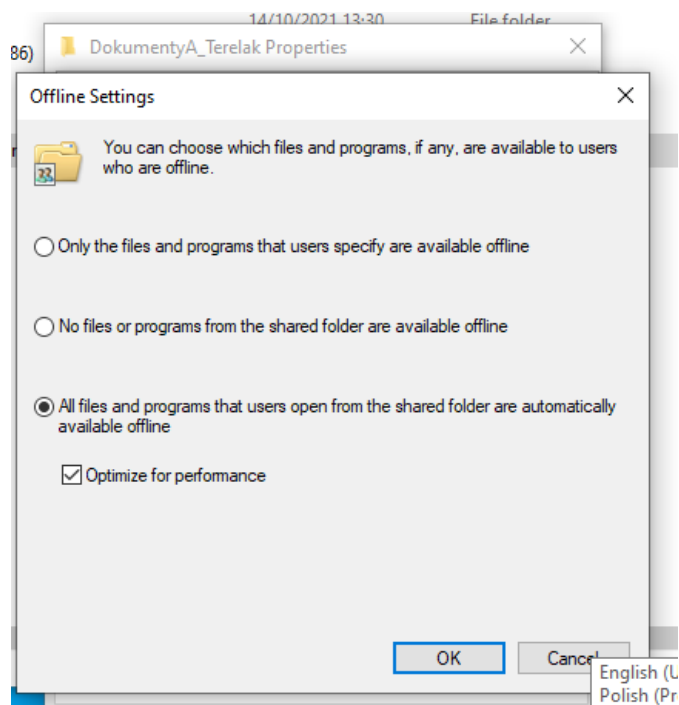 14/10/2021 13:30 File folder
86)
DokumentyA_Terelak Properties
Offline Settings
You can choose which files and programs, if any, are available to users
who are offline.
Only the files and programs that users specify are available offline
No files or programs from the shared folder are available offline
All files and programs that users open from the shared folder are automatically
available offline
Optimize for performance
OK Cancel
English (U
Polish (Pr